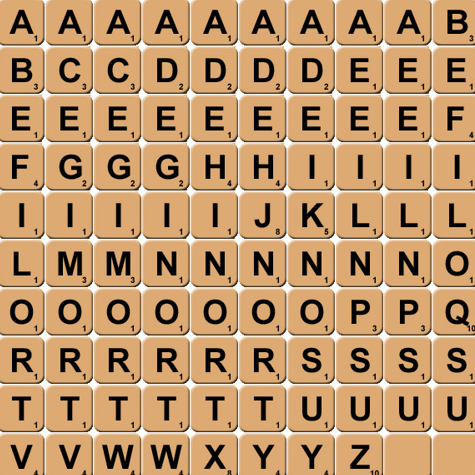 A₁ A₁ A₁ A₁ A₁ A₁ A₁ A₁ A₁ B₃
B₃ C₃ C₃ D₂ D₂ D₂ D₂ E₁ E₁ E₁
E₁ E₁ E₁ E₁ E₁ E₁ E₁ E₁ E₁ F₄
F₄ G₂ G₂ G₂ H₄ H₄ I₁ I₁ I₁ I₁
I₁ I₁ I₁ I₁ I₁ J₈ K₅ L₁ L₁ L₁
L₁ M₃ M₃ N₁ N₁ N₁ N₁ N₁ N₁ O₁
O₁ O₁ O₁ O₁ O₁ O₁ O₁ P₃ P₃ Q₁₀
R₁ R₁ R₁ R₁ R₁ R₁ S₁ S₁ S₁ S₁
T₁ T₁ T₁ T₁ T₁ T₁ U₁ U₁ U₁ U₁
V₄ V₄ W₄ W₄ X₈ Y₄ Y₄ Z₁₀